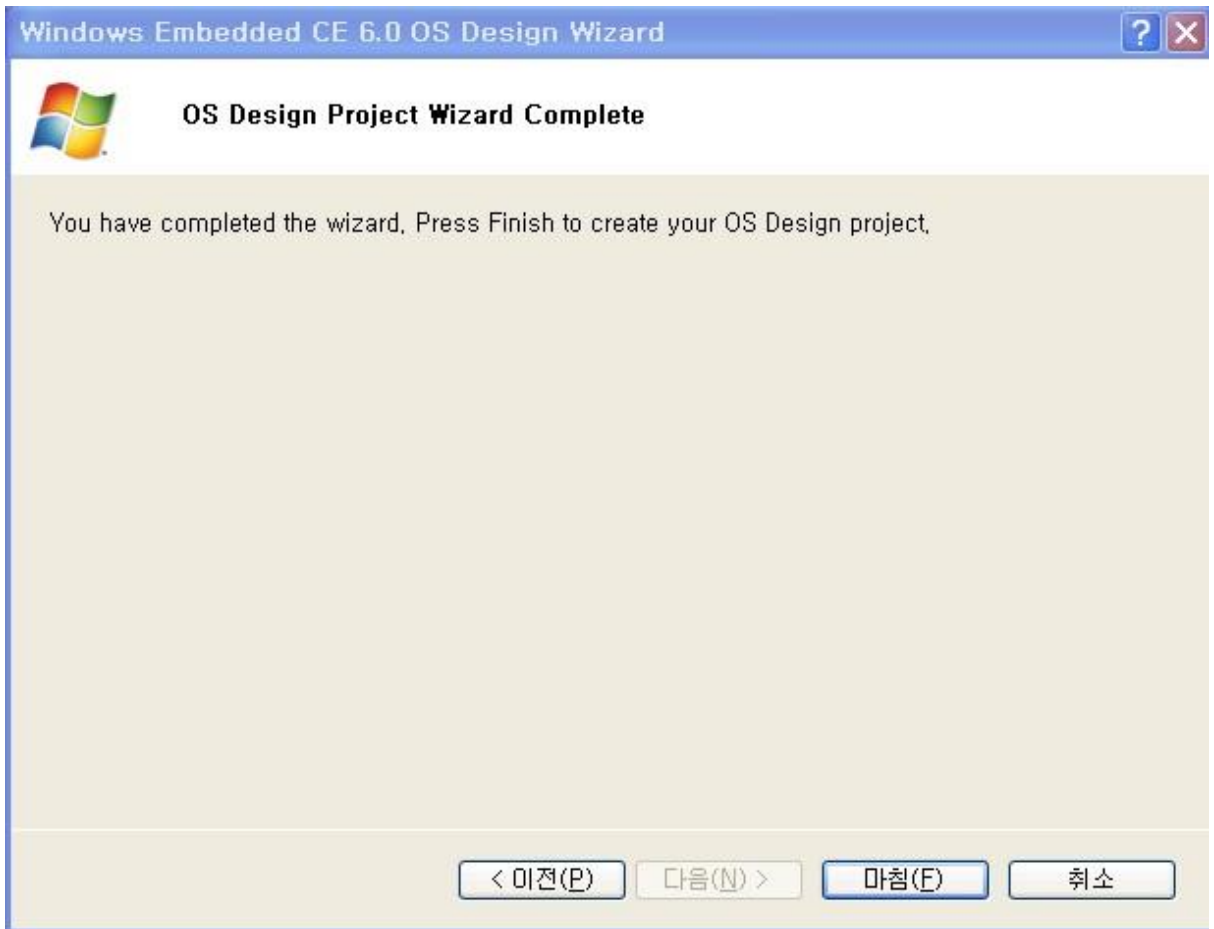 Windows Embedded CE 6.0 OS Design Wizard
OS Design Project Wizard Complete
You have completed the wizard, Press Finish to create your OS Design project,
< 이전(P) 다음(N) > 마침(F) 취소